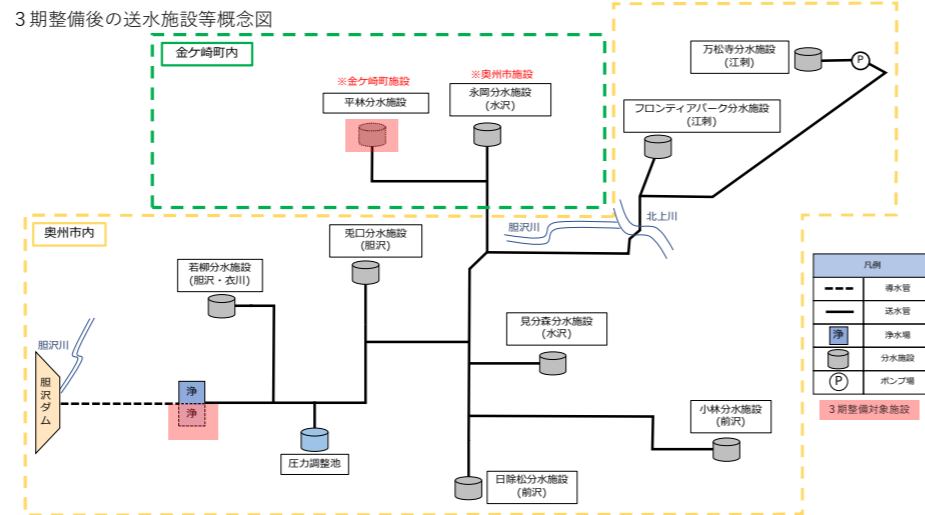 3期整備後の送水施設等概念図
金ケ崎町内
※金ケ崎町施設
平林分水施設
※奥州市施設
永岡分水施設
(水沢)
万松寺分水施設
(江刺)
P
フロンティアパーク分水施設
(江刺)
奥州市内
兎口分水施設
(胆沢)
胆沢川
北上川
若柳分水施設
(胆沢・衣川)
見分森分水施設
(水沢)
胆沢川
胆沢ダム
浄
浄
圧力調整池
小林分水施設
(前沢)
日除松分水施設
(前沢)
凡例
導水管
送水管
浄
浄水場
分水施設
P
ポンプ場
3期整備対象施設